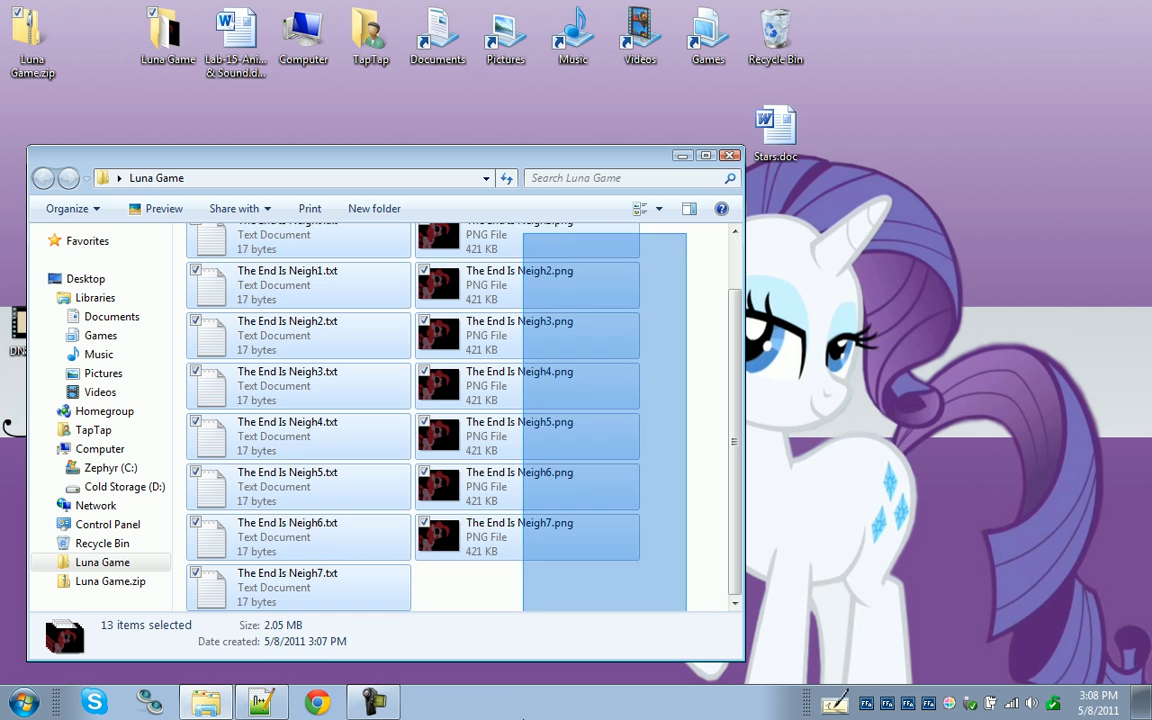 Luna
Game.zip
Luna Game
Lab-15-Ani...
& Sound.d...
Computer
TapTap
Documents
Pictures
Music
Videos
Games
Recycle Bin
Stars.doc
Luna Game
Search Luna Game
Organize
Preview
Share with
Print
New folder
Favorites
Desktop
Libraries
Documents
Games
Music
Pictures
Videos
Homegroup
TapTap
Computer
Zephyr (C:)
Cold Storage (D:)
Network
Control Panel
Recycle Bin
Luna Game
Luna Game.zip
Text Document
17 bytes
The End Is Neigh1.txt
Text Document
17 bytes
The End Is Neigh2.txt
Text Document
17 bytes
The End Is Neigh3.txt
Text Document
17 bytes
The End Is Neigh4.txt
Text Document
17 bytes
The End Is Neigh5.txt
Text Document
17 bytes
The End Is Neigh6.txt
Text Document
17 bytes
The End Is Neigh7.txt
Text Document
17 bytes
PNG File
421 KB
The End Is Neigh2.png
PNG File
421 KB
The End Is Neigh3.png
PNG File
421 KB
The End Is Neigh4.png
PNG File
421 KB
The End Is Neigh5.png
PNG File
421 KB
The End Is Neigh6.png
PNG File
421 KB
The End Is Neigh7.png
PNG File
421 KB
13 items selected
Size: 2.05 MB
Date created: 5/8/2011 3:07 PM
3:08 PM
5/8/2011